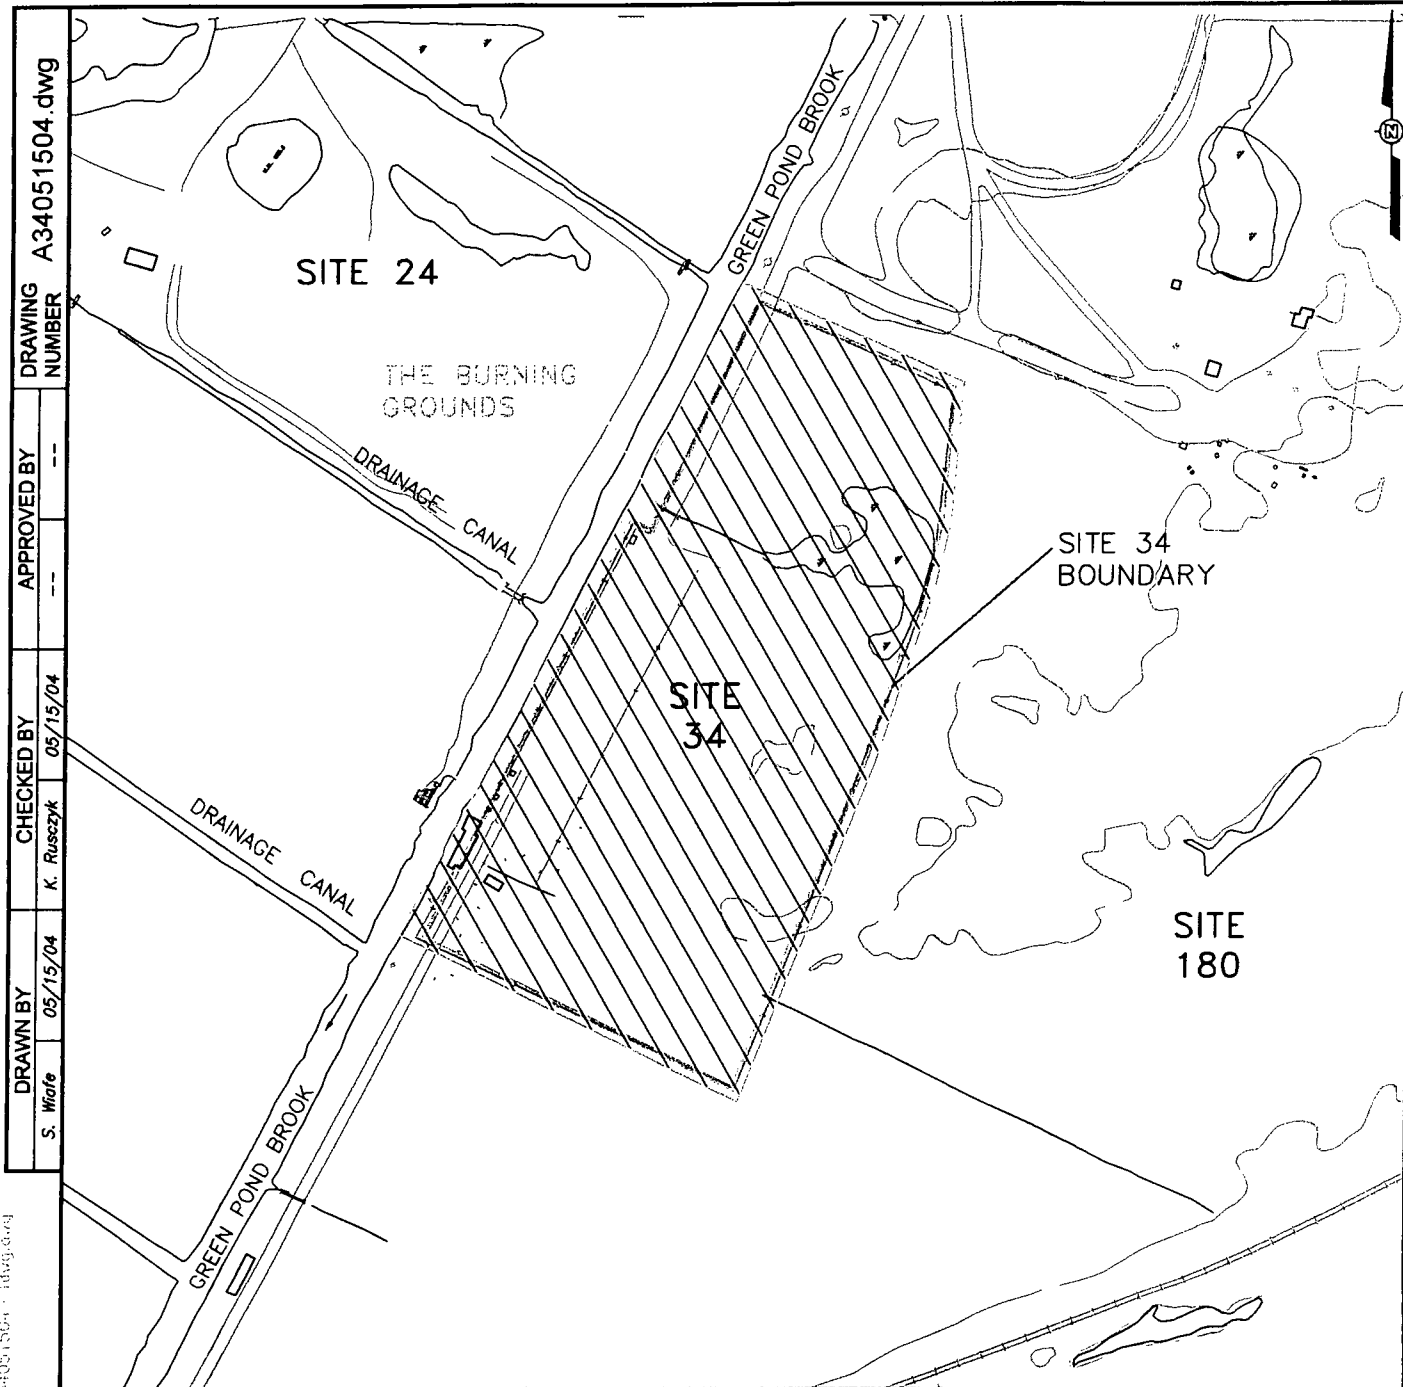 DRAWING
NUMBER
A34051504.dwg
APPROVED BY
--
--
CHECKED BY
K. Rusczyk
05/15/04
DRAWN BY
S. Wiafe
05/15/04
N
GREEN POND BROOK
SITE 24
THE BURNING
GROUNDS
DRAINAGE CANAL
SITE 34
BOUNDARY
SITE
34
DRAINAGE CANAL
SITE
180
GREEN POND BROOK